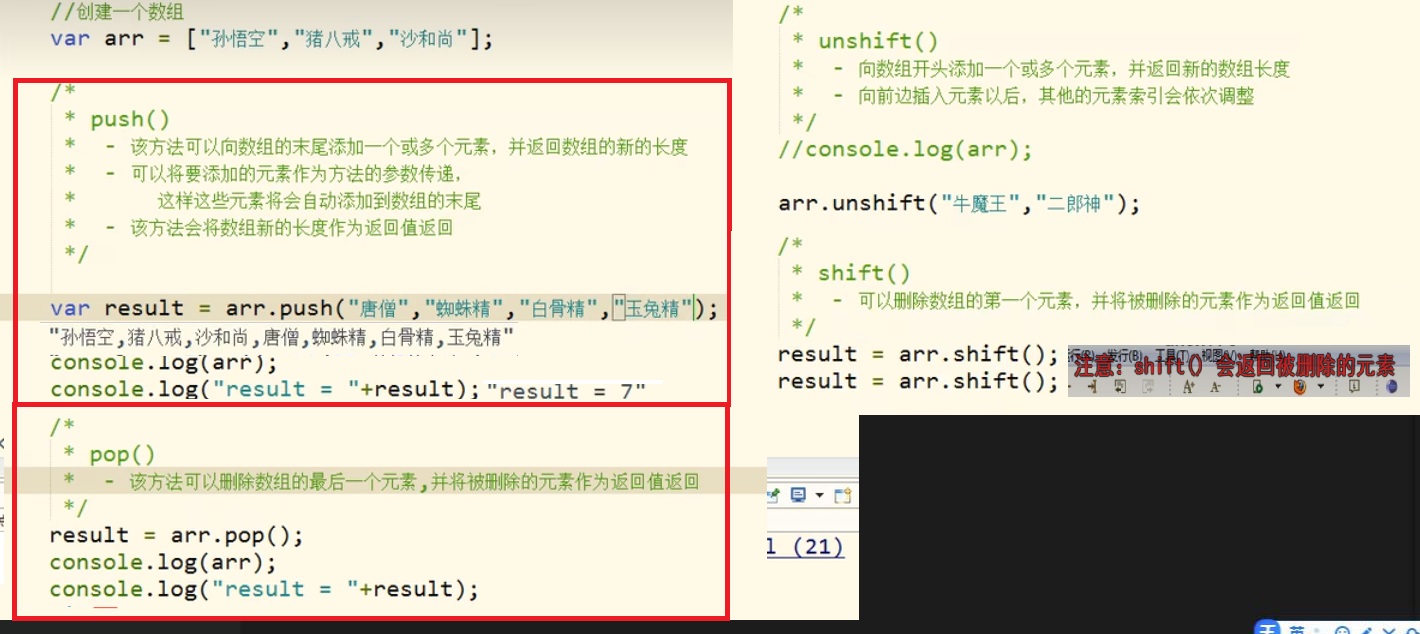 //创建一个数组
var arr = ["孙悟空","猪八戒","沙和尚"];
/*
* push()
* - 该方法可以向数组的末尾添加一个或多个元素，并返回数组的新的长度
* - 可以将要添加的元素作为方法的参数传递，
* 这样这些元素将会自动添加到数组的末尾
* - 该方法会将数组新的长度作为返回值返回
*/
var result = arr.push("唐僧","蜘蛛精","白骨精","玉兔精");
"孙悟空,猪八戒,沙和尚,唐僧,蜘蛛精,白骨精,玉兔精"
console.log(arr);
console.log("result = "+result); "result = 7"
/*
* pop()
* - 该方法可以删除数组的最后一个元素,并将被删除的元素作为返回值返回
*/
result = arr.pop();
console.log(arr);
console.log("result = "+result);
/*
* unshift()
* - 向数组开头添加一个或多个元素，并返回新的数组长度
* - 向前边插入元素以后，其他的元素索引会依次调整
*/
//console.log(arr);
arr.unshift("牛魔王","二郎神");
/*
* shift()
* - 可以删除数组的第一个元素，并将被删除的元素作为返回值返回
*/
result = arr.shift();
result = arr.shift();
注意：shift() 会返回被删除的元素
l (21)
英